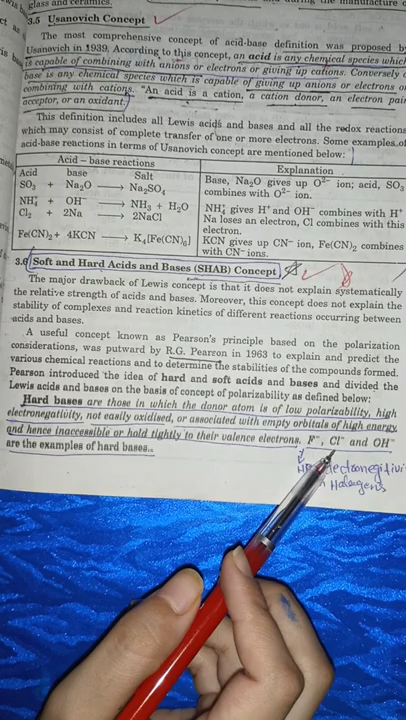 glass and ceramics.
3.5 Usanovich Concept
The most comprehensive concept of acid-base definition was proposed by
Usanovich in 1939. According to this concept, an acid is any chemical species which
is capable of combining with anions or electrons or giving up cations. Conversely
base is any chemical species which is capable of giving up anions or electrons or
combining with cations. "An acid is a cation, a cation donor, an electron pair
acceptor, or an oxidant.
This definition includes all Lewis acids and bases and all the redox reactions
which may consist of complete transfer of one or more electrons. Some examples of
acid-base reactions in terms of Usanovich concept are mentioned below:
Acid – base reactions Explanation
Acid base Salt
SO₃ + Na₂O ⟶ Na₂SO₄ Base, Na₂O gives up O²⁻ ion; acid, SO₃
combines with O²⁻ ion.
NH₄⁺ + OH⁻ ⟶ NH₃ + H₂O NH₄⁺ gives H⁺and OH⁻ combines with H⁺
Cl₂ + 2Na ⟶ 2NaCl Na loses an electron, Cl combines with this
electron.
Fe(CN)₂ + 4KCN ⟶ K₄[Fe(CN)₆] KCN gives up CN⁻ ion, Fe(CN)₂ combines
with CN⁻ ions.
3.6 Soft and Hard Acids and Bases (SHAB) Concept
The major drawback of Lewis concept is that it does not explain systematically
the relative strength of acids and bases. Moreover, this concept does not explain the
stability of complexes and reaction kinetics of different reactions occurring between
acids and bases.
A useful concept known as Pearson's principle based on the polarization
considerations, was putward by R.G. Pearson in 1963 to explain and predict the
various chemical reactions and to determine the stabilities of the compounds formed.
Pearson introduced the idea of hard and soft acids and bases and divided the
Lewis acids and bases on the basis of concept of polarizability as defined below:
Hard bases are those in which the donor atom is of low polarizability, high
electronegativity, not easily oxidised, or associated with empty orbitals of high energy
and hence inaccessible or hold tightly to their valence electrons. F⁻, Cl⁻ and OH⁻
are the examples of hard bases.
Halogens